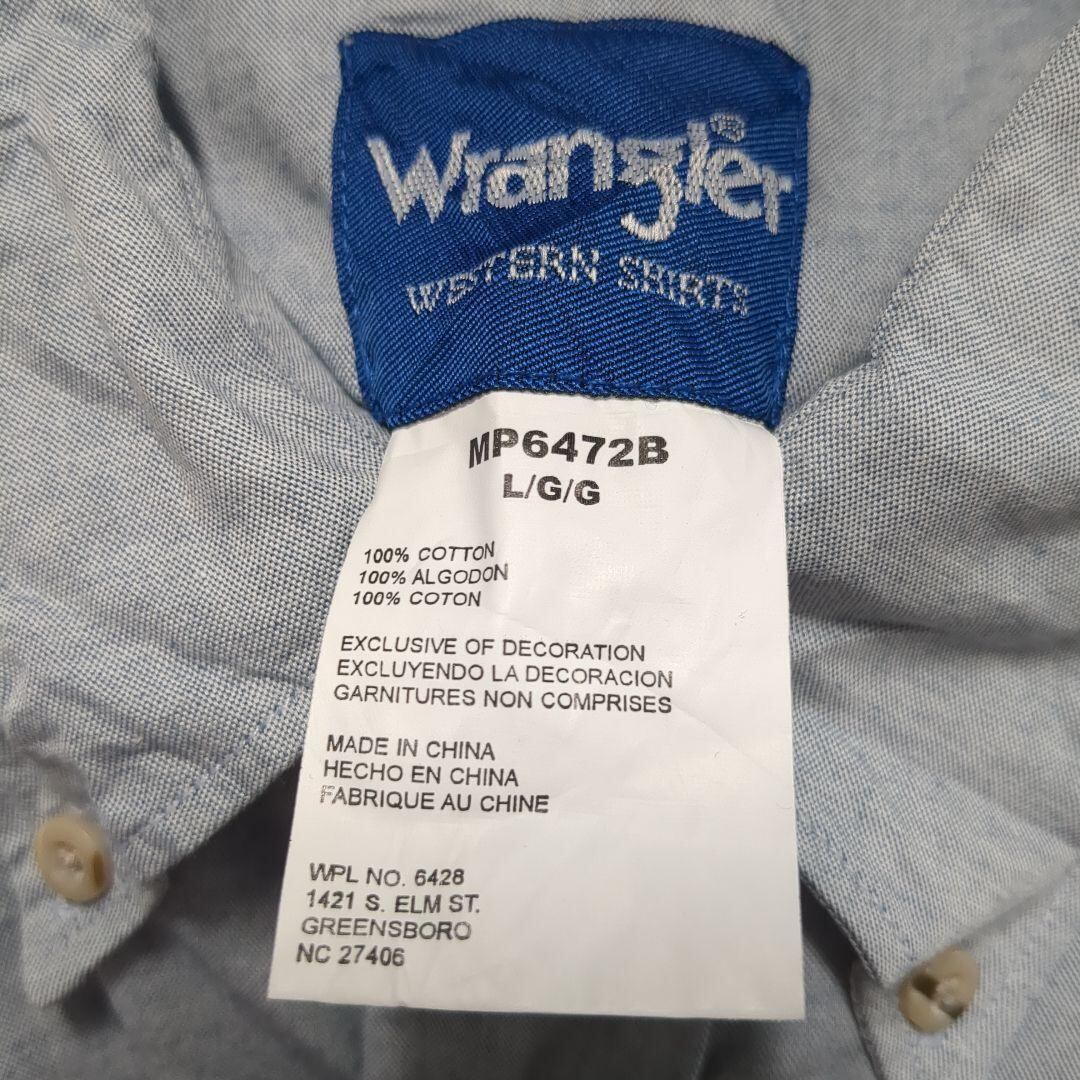 Wrangler®
WESTERN SHIRTS
MP6472B
L/G/G
100% COTTON
100% ALGODON
100% COTON
EXCLUSIVE OF DECORATION
EXCLUYENDO LA DECORACION
GARNITURES NON COMPRISES
MADE IN CHINA
HECHO EN CHINA
FABRIQUE AU CHINE
WPL NO. 6428
1421 S. ELM ST.
GREENSBORO
NC 27406